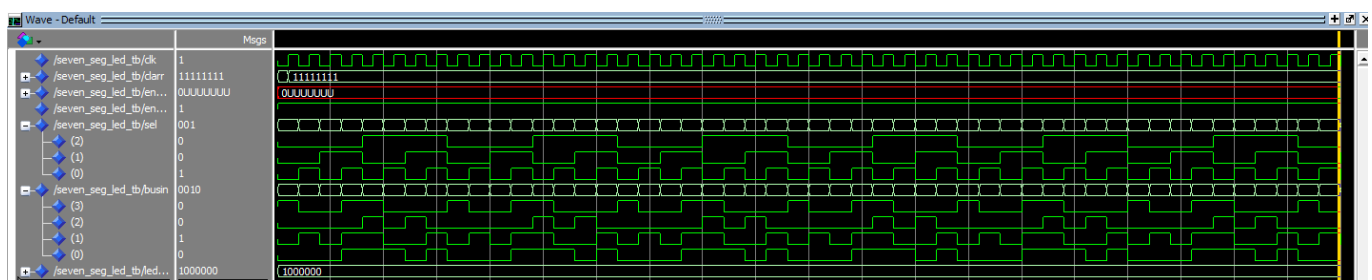 Wave - Default
Msgs
/seven_seg_led_tb/clk 1
/seven_seg_led_tb/clarr 11111111 11111111
/seven_seg_led_tb/en... 0UUUUUUU 0UUUUUUU
/seven_seg_led_tb/en... 1
/seven_seg_led_tb/sel 001
(2) 0
(1) 0
(0) 1
/seven_seg_led_tb/busin 0010
(3) 0
(2) 0
(1) 1
(0) 0
/seven_seg_led_tb/led... 1000000 1000000